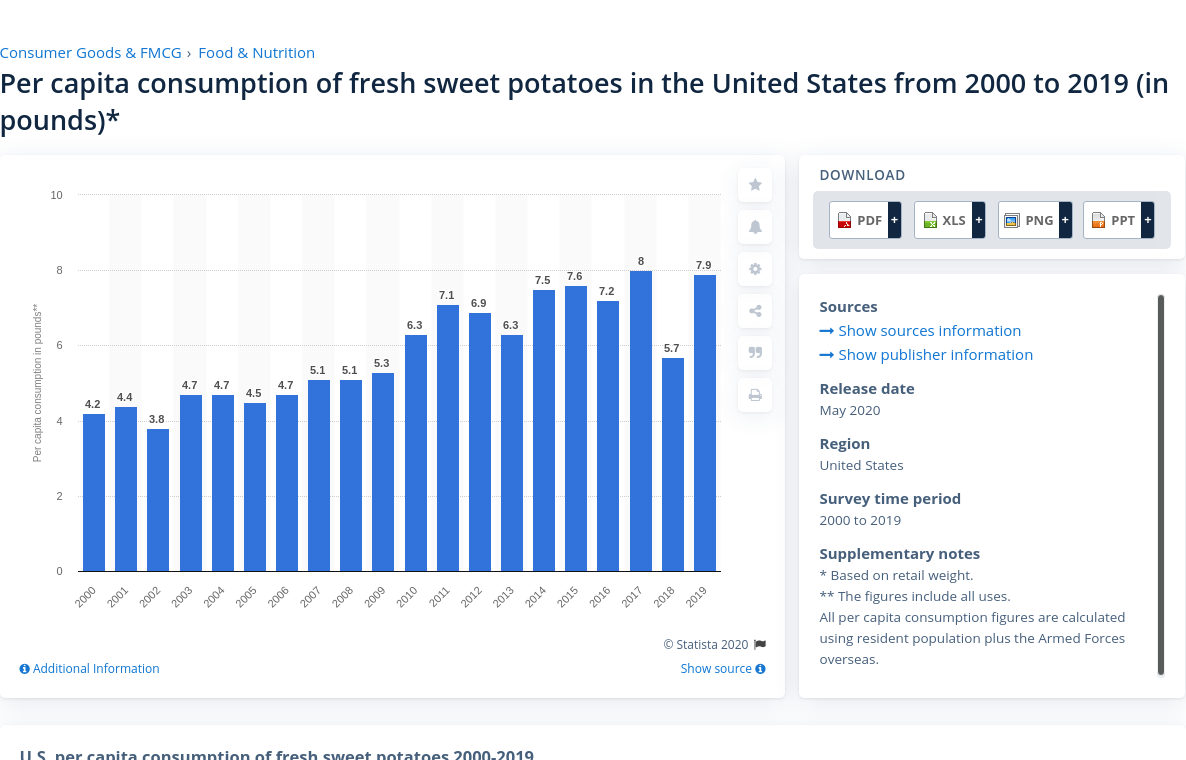 Consumer Goods & FMCG › Food & Nutrition
Per capita consumption of fresh sweet potatoes in the United States from 2000 to 2019 (in
pounds)*
DOWNLOAD
PDF + XLS + PNG + PPT +
Per capita consumption in pounds**
10
8
6
4
2
0
4.2 4.4 3.8 4.7 4.7 4.5 4.7 5.1 5.1 5.3 6.3 7.1 6.9 6.3 7.5 7.6 7.2 8 5.7 7.9
2000 2001 2002 2003 2004 2005 2006 2007 2008 2009 2010 2011 2012 2013 2014 2015 2016 2017 2018 2019
© Statista 2020
Additional Information
Show source
Sources
Show sources information
Show publisher information
Release date
May 2020
Region
United States
Survey time period
2000 to 2019
Supplementary notes
* Based on retail weight.
** The figures include all uses.
All per capita consumption figures are calculated
using resident population plus the Armed Forces
overseas.
U.S. per capita consumption of fresh sweet potatoes 2000-2019